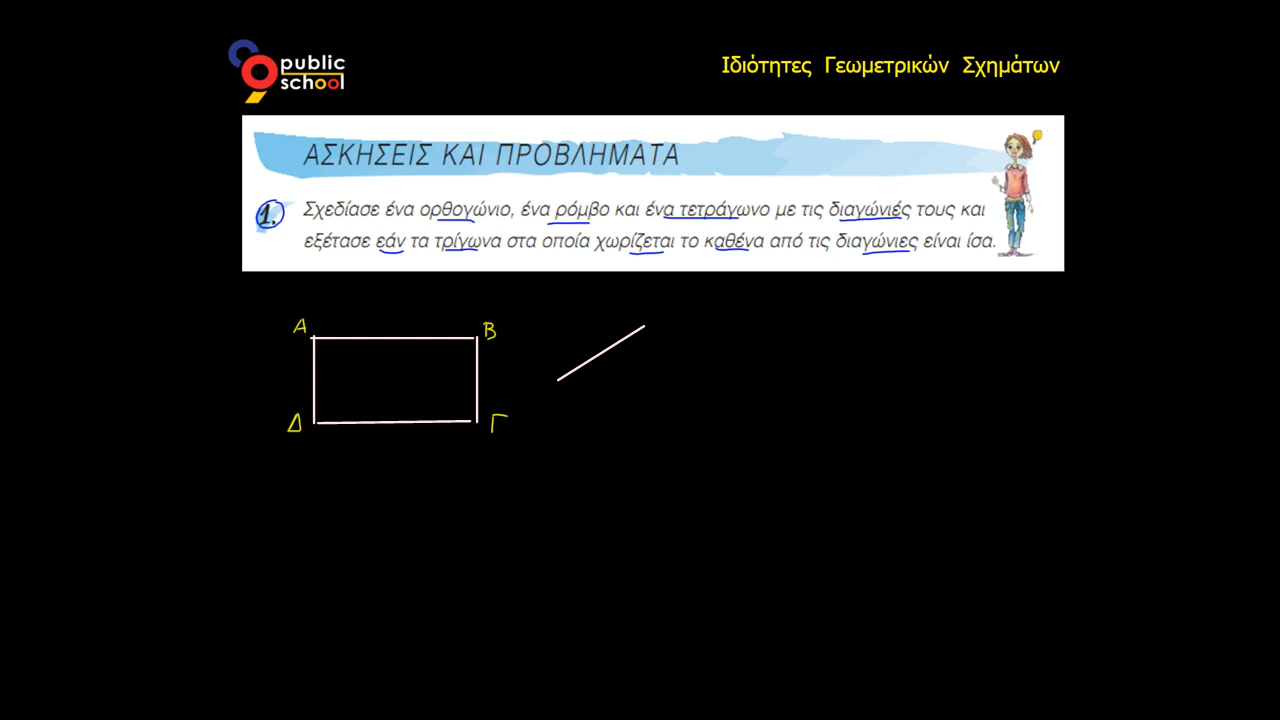 public
school
Ιδιότητες Γεωμετρικών Σχημάτων
ΑΣΚΗΣΕΙΣ ΚΑΙ ΠΡΟΒΛΗΜΑΤΑ
1. Σχεδίασε ένα ορθογώνιο, ένα ρόμβο και ένα τετράγωνο με τις διαγώνιές τους και
εξέτασε εάν τα τρίγωνα στα οποία χωρίζεται το καθένα από τις διαγώνιες είναι ίσα.
Α Β
Δ Γ